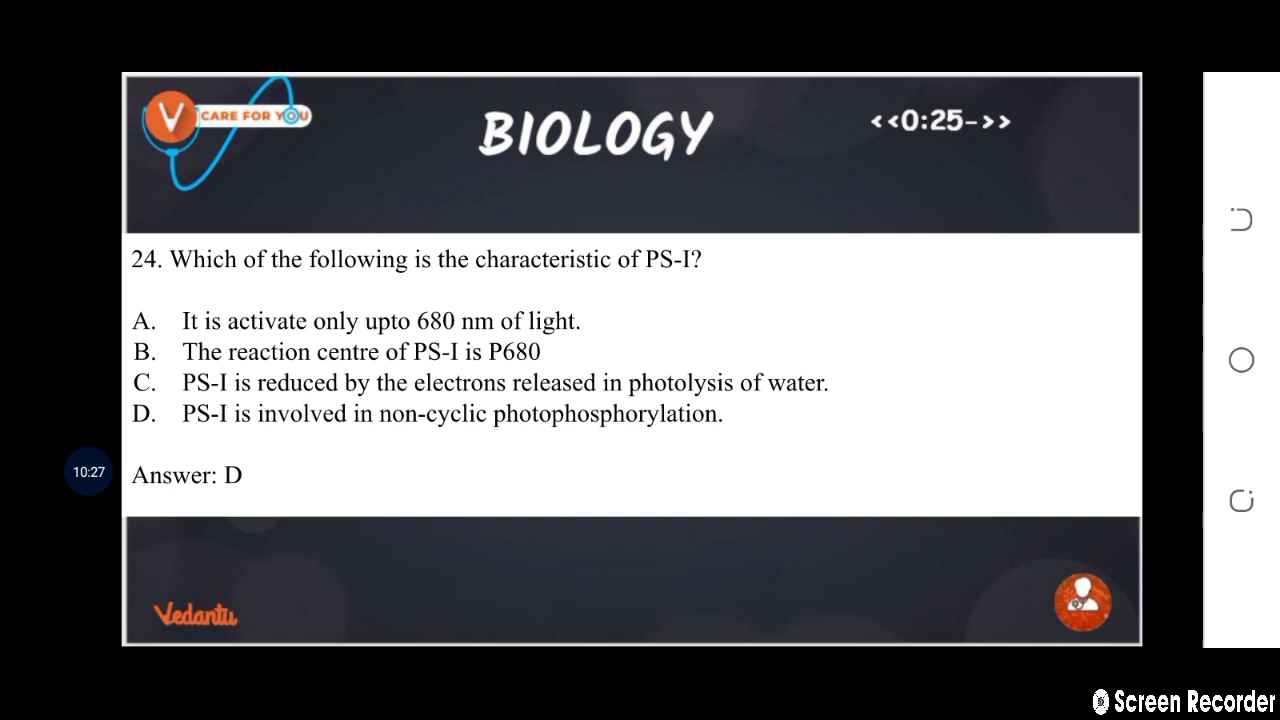 V CARE FOR YOU
BIOLOGY
<<0:25->>
24. Which of the following is the characteristic of PS-I?
A. It is activate only upto 680 nm of light.
B. The reaction centre of PS-I is P680
C. PS-I is reduced by the electrons released in photolysis of water.
D. PS-I is involved in non-cyclic photophosphorylation.
10:27
Answer: D
Vedantu
Screen Recorder